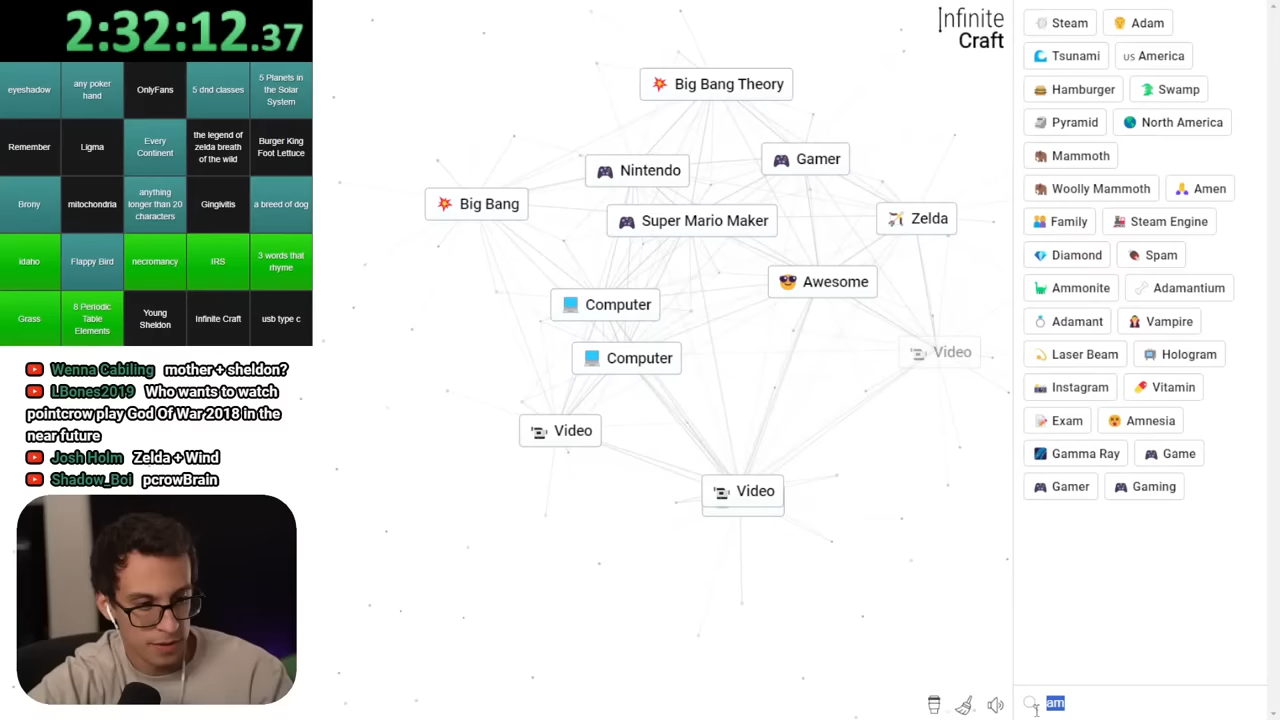 2:32:12.37
eyeshadow
any poker
hand
OnlyFans
5 dnd classes
5 Planets in
the Solar
System
Remember
Ligma
Every
Continent
the legend of
zelda breath
of the wild
Burger King
Foot Lettuce
Brony
mitochondria
anything
longer than 20
characters
Gingivitis
a breed of dog
idaho
Flappy Bird
necromancy
IRS
3 words that
rhyme
Grass
8 Periodic
Table
Elements
Young
Sheldon
Infinite Craft
usb type c
Wenna Cabiling mother + sheldon?
LBones2019 Who wants to watch
pointcrow play God Of War 2018 in the
near future
Josh Holm Zelda + Wind
Shadow_Boi pcrowBrain
Infinite
Craft
Big Bang Theory
Gamer
Nintendo
Big Bang
Super Mario Maker
Zelda
Awesome
Computer
Video
Computer
Video
Video
Steam
Adam
Tsunami
US America
Hamburger
Swamp
Pyramid
North America
Mammoth
Woolly Mammoth
Amen
Family
Steam Engine
Diamond
Spam
Ammonite
Adamantium
Adamant
Vampire
Laser Beam
Hologram
Instagram
Vitamin
Exam
Amnesia
Gamma Ray
Game
Gamer
Gaming
am